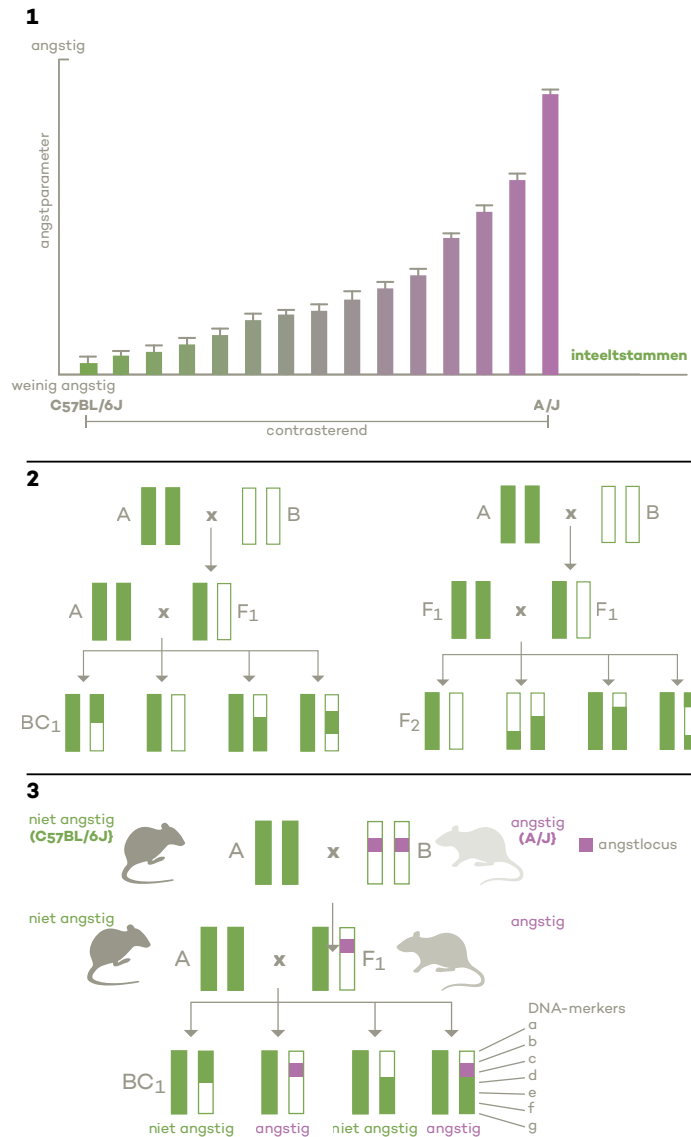 1
angstig
angstparameter
inteeltstammen
weinig angstig
C57BL/6J
A/J
contrasterend
2
A x B
A x B
A x F1
F1 x F1
BC1
F2
3
niet angstig
(C57BL/6J}
A x B
angstig
(A/J}
angstlocus
niet angstig
A x F1
angstig
DNA-merkers
a
b
c
d
e
f
g
BC1
niet angstig
angstig
niet angstig
angstig